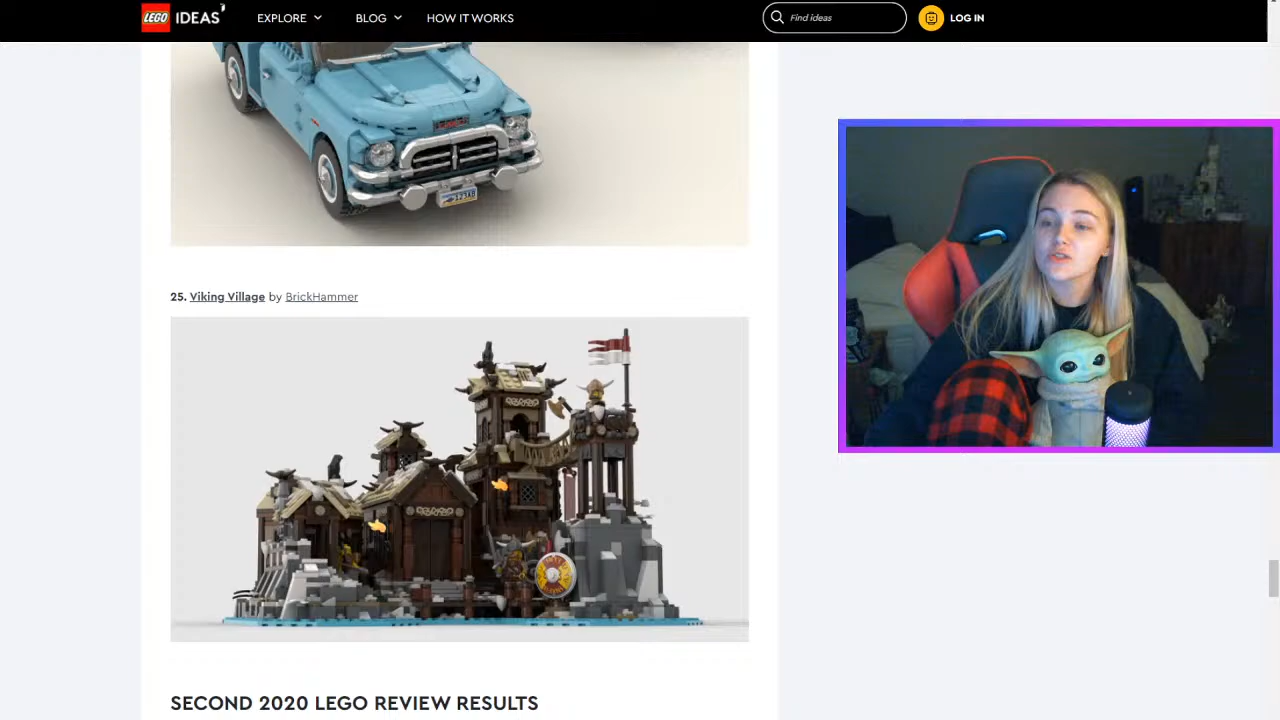 LEGO IDEAS
EXPLORE
BLOG
HOW IT WORKS
Find ideas
LOG IN
25. Viking Village by BrickHammer
SECOND 2020 LEGO REVIEW RESULTS